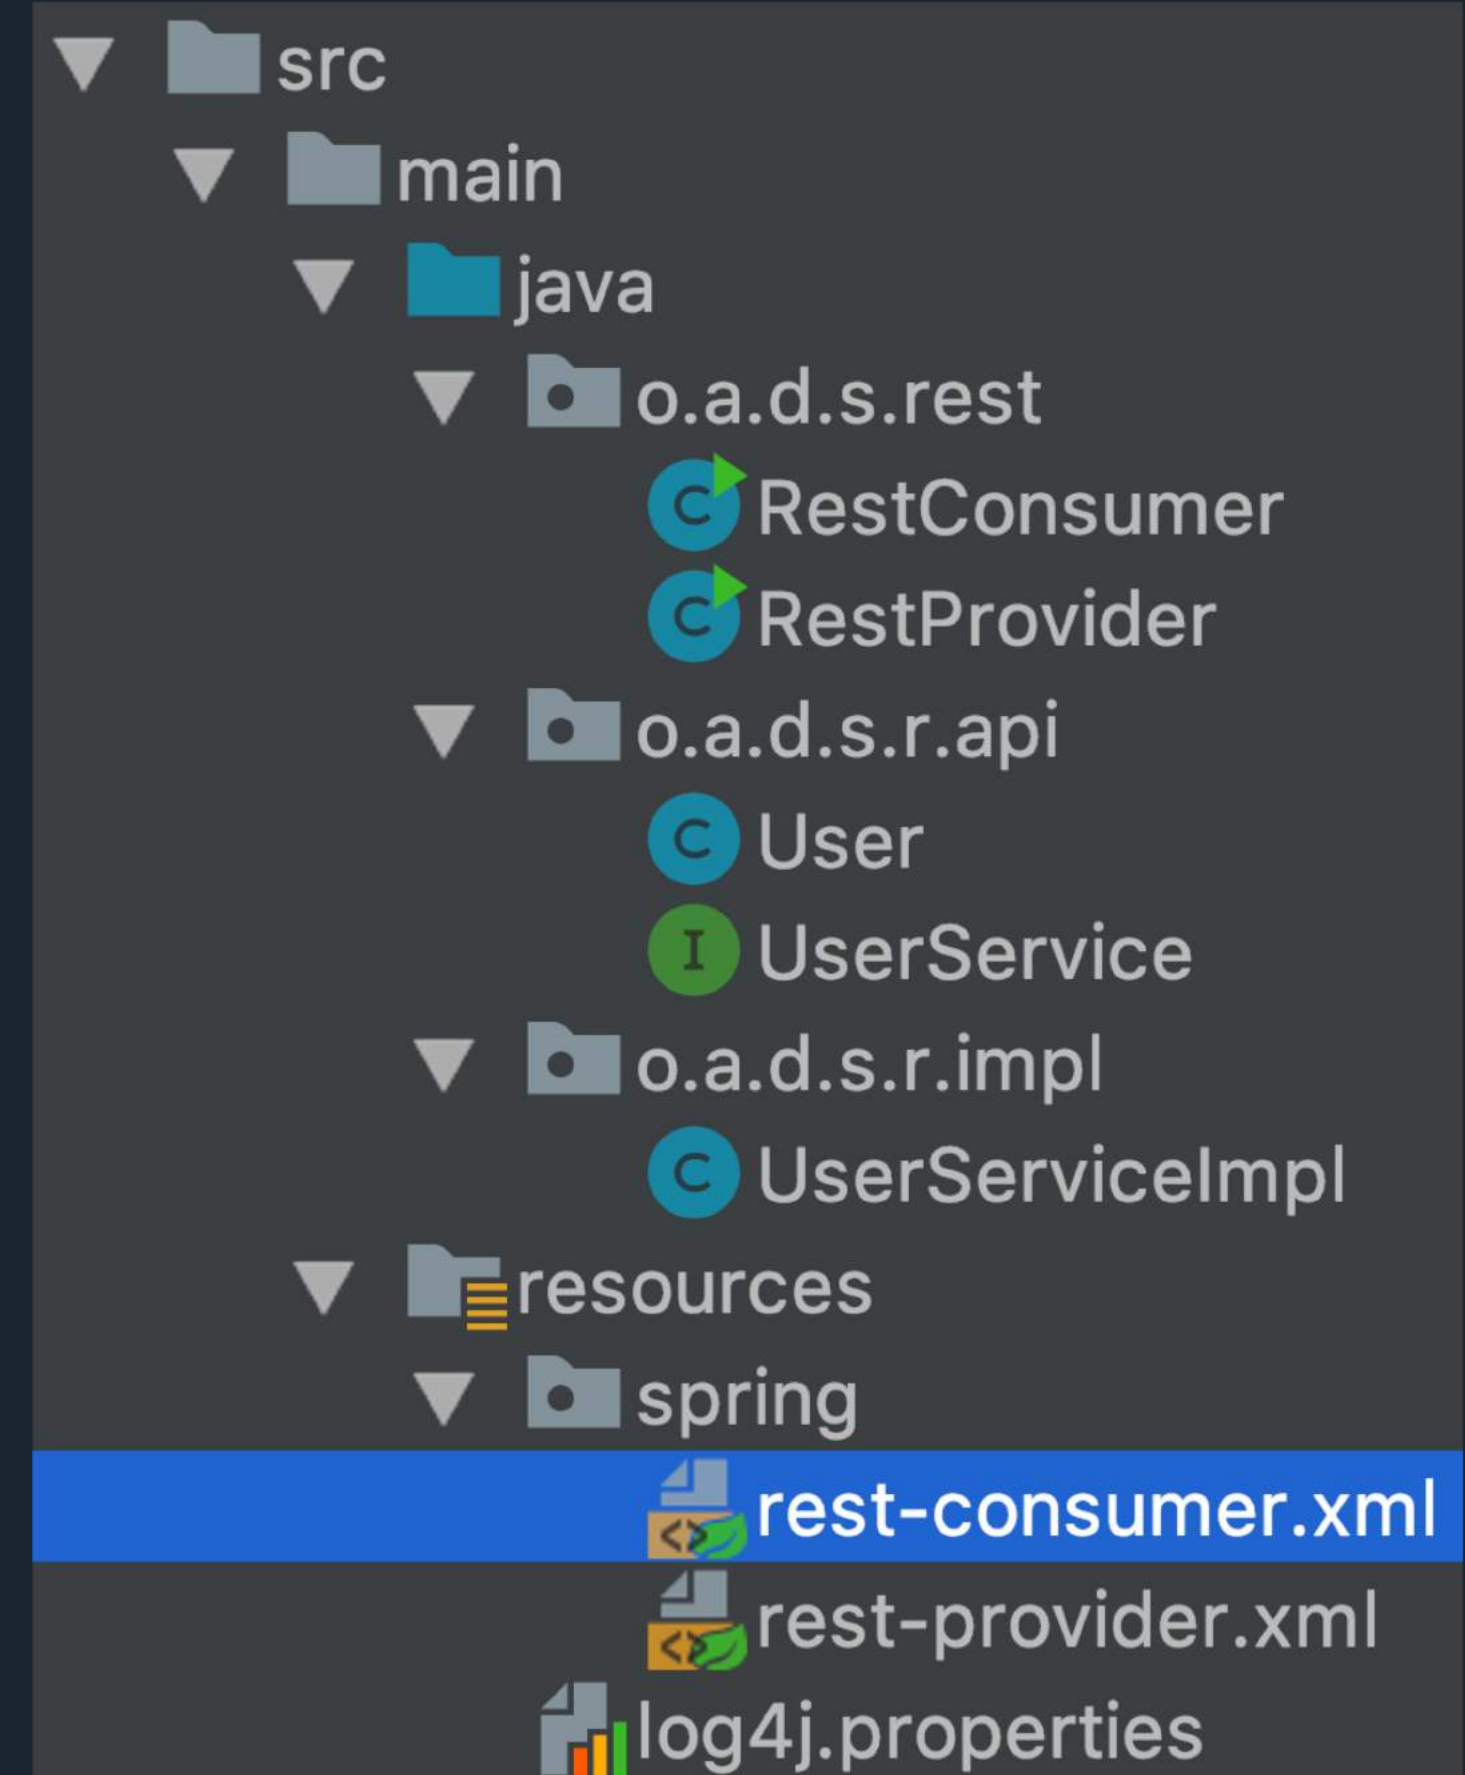 src
main
java
o.a.d.s.rest
RestConsumer
RestProvider
o.a.d.s.r.api
User
UserService
o.a.d.s.r.impl
UserServiceImpl
resources
spring
rest-consumer.xml
rest-provider.xml
log4j.properties